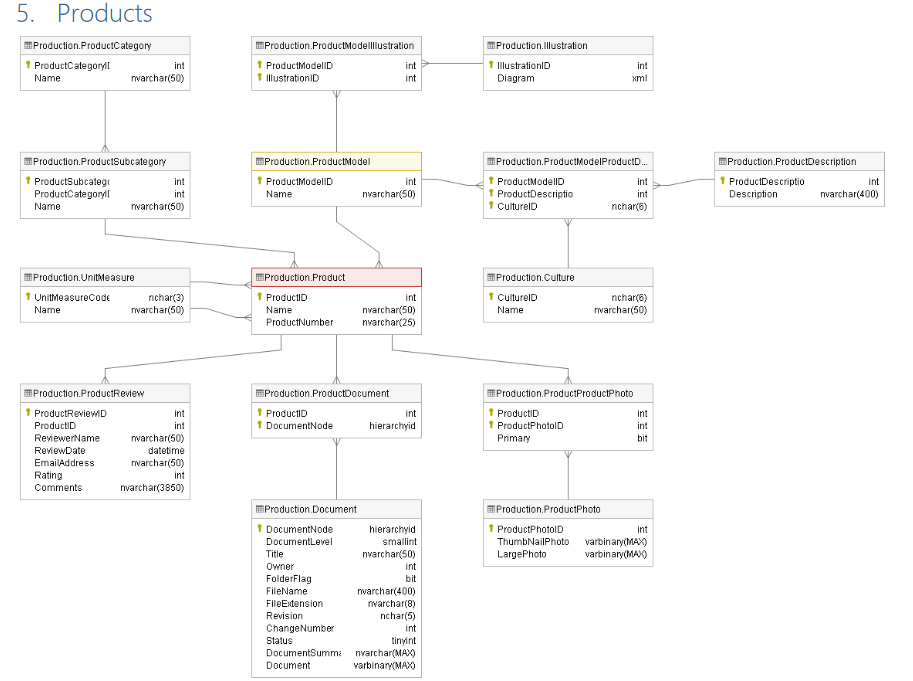 5. Products
Production.ProductCategory
ProductCategoryI int
Name nvarchar(50)
Production.ProductModelIllustration
ProductModelID int
IllustrationID int
Production.Illustration
IllustrationID int
Diagram xml
Production.ProductSubcategory
ProductSubcateg int
ProductCategoryI int
Name nvarchar(50)
Production.ProductModel
ProductModelID int
Name nvarchar(50)
Production.ProductModelProductD...
ProductModelID int
ProductDescriptio int
CultureID nchar(6)
Production.ProductDescription
ProductDescriptio int
Description nvarchar(400)
Production.UnitMeasure
UnitMeasureCode nchar(3)
Name nvarchar(50)
Production.Product
ProductID int
Name nvarchar(50)
ProductNumber nvarchar(25)
Production.Culture
CultureID nchar(6)
Name nvarchar(50)
Production.ProductReview
ProductReviewID int
ProductID int
ReviewerName nvarchar(50)
ReviewDate datetime
EmailAddress nvarchar(50)
Rating int
Comments nvarchar(3850)
Production.ProductDocument
ProductID int
DocumentNode hierarchyid
Production.ProductProductPhoto
ProductID int
ProductPhotoID int
Primary bit
Production.Document
DocumentNode hierarchyid
DocumentLevel smallint
Title nvarchar(50)
Owner int
FolderFlag bit
FileName nvarchar(400)
FileExtension nvarchar(8)
Revision nchar(5)
ChangeNumber int
Status tinyint
DocumentSumma nvarchar(MAX)
Document varbinary(MAX)
Production.ProductPhoto
ProductPhotoID int
ThumbNailPhoto varbinary(MAX)
LargePhoto varbinary(MAX)